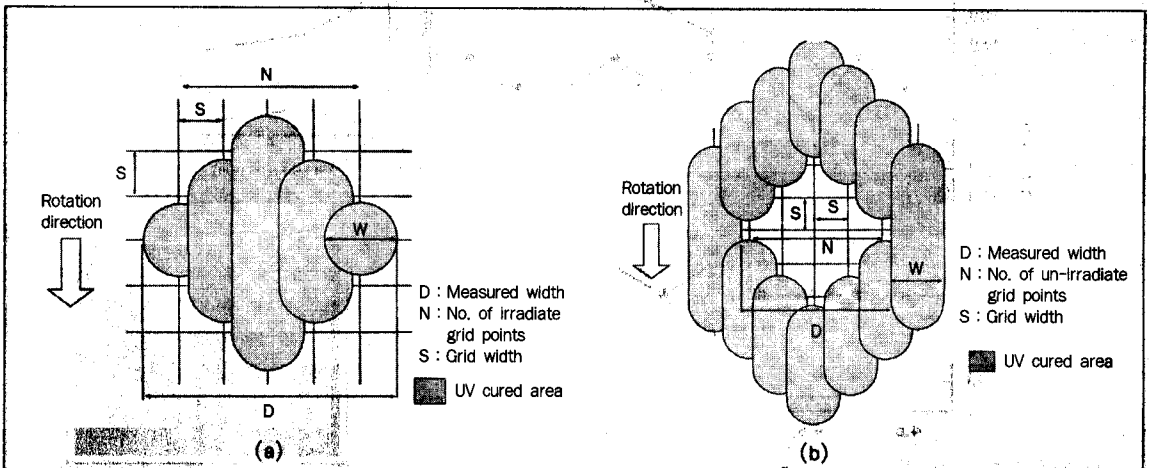 N
S
S
Rotation
direction
W
D : Measured width
N : No. of irradiate
grid points
S : Grid width
UV cured area
D
(a)
Rotation
direction
S
S
N
W
D
D : Measured width
N : No. of un-irradiate
grid points
S : Grid width
UV cured area
(b)